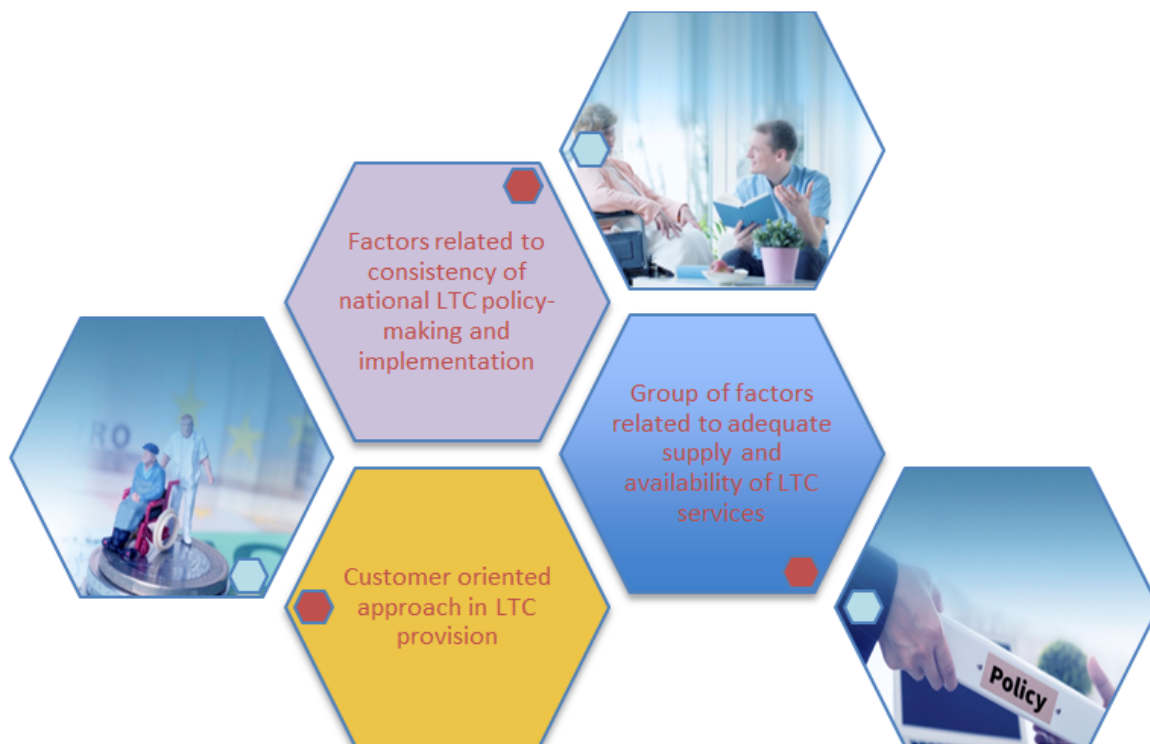 Factors related to
consistency of
national LTC policy-
making and
implementation
Group of factors
related to adequate
supply and
availability of LTC
services
URO
Customer oriented
approach in LTC
provision
Policy